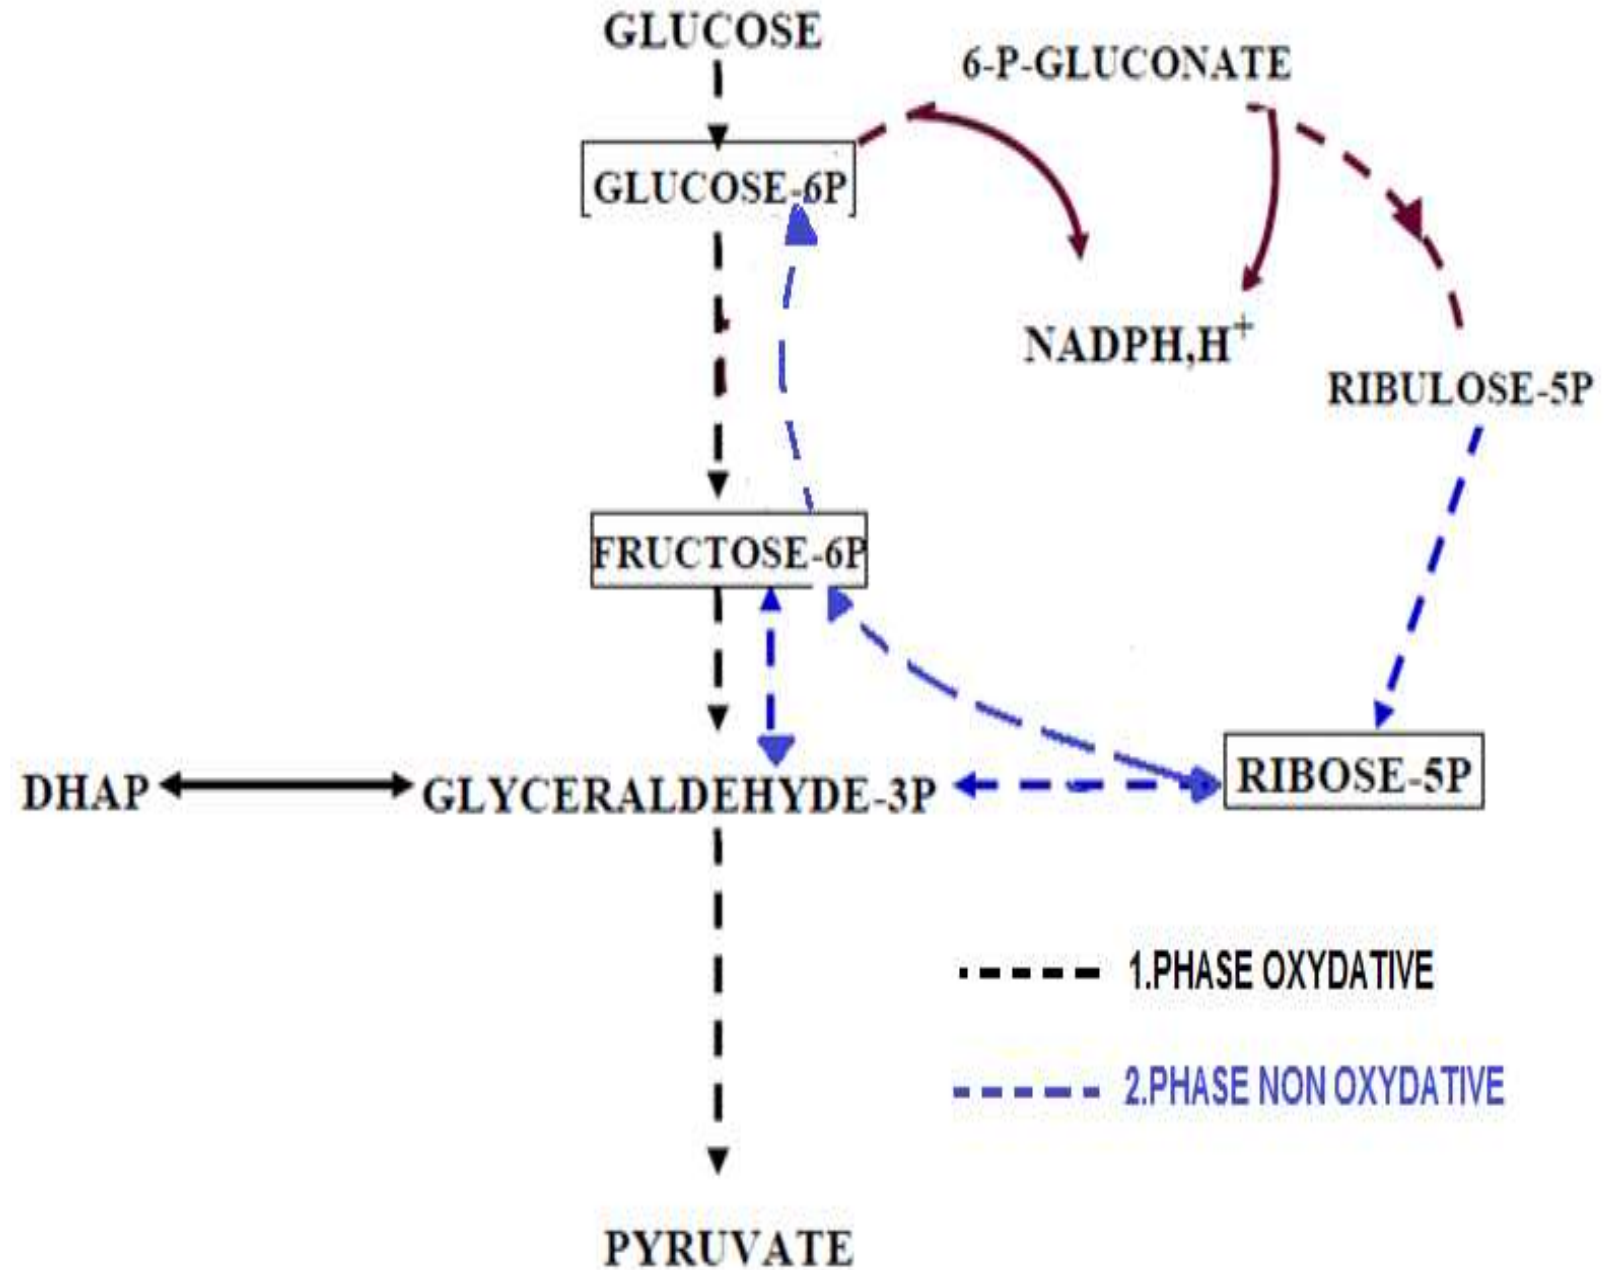 GLUCOSE
6-P-GLUCONATE
GLUCOSE-6P
NADPH,H+
RIBULOSE-5P
FRUCTOSE-6P
DHAP
GLYCERALDEHYDE-3P
RIBOSE-5P
1.PHASE OXYDATIVE
2.PHASE NON OXYDATIVE
PYRUVATE